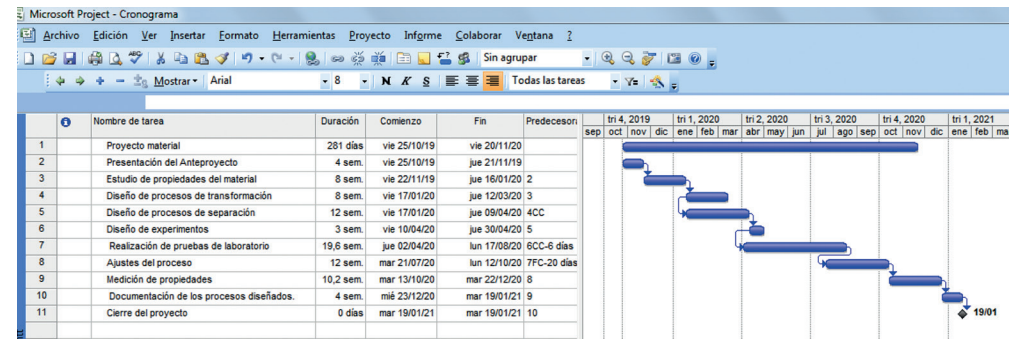 Microsoft Project - Cronograma
Archivo Edición Ver Insertar Formato Herramientas Proyecto Informe Colaborar Ventana ?
Sin agrupar
Mostrar Arial 8 N K S Todas las tareas
Nombre de tarea Duración Comienzo Fin Predecesora tri 4, 2019 tri 1, 2020 tri 2, 2020 tri 3, 2020 tri 4, 2020 tri 1, 2021
sep oct nov dic ene feb mar abr may jun jul ago sep oct nov dic ene feb ma
1 Proyecto material 281 días vie 25/10/19 vie 20/11/20
2 Presentación del Anteproyecto 4 sem. vie 25/10/19 jue 21/11/19
3 Estudio de propiedades del material 8 sem. vie 22/11/19 jue 16/01/20 2
4 Diseño de procesos de transformación 8 sem. vie 17/01/20 jue 12/03/20 3
5 Diseño de procesos de separación 12 sem. vie 17/01/20 jue 09/04/20 4CC
6 Diseño de experimentos 3 sem. vie 10/04/20 jue 30/04/20 5
7 Realización de pruebas de laboratorio 19,6 sem. jue 02/04/20 lun 17/08/20 6CC-6 días
8 Ajustes del proceso 12 sem. mar 21/07/20 lun 12/10/20 7FC-20 días
9 Medición de propiedades 10,2 sem. mar 13/10/20 mar 22/12/20 8
10 Documentación de los procesos diseñados. 4 sem. mié 23/12/20 mar 19/01/21 9
11 Cierre del proyecto 0 días mar 19/01/21 mar 19/01/21 10 19/01